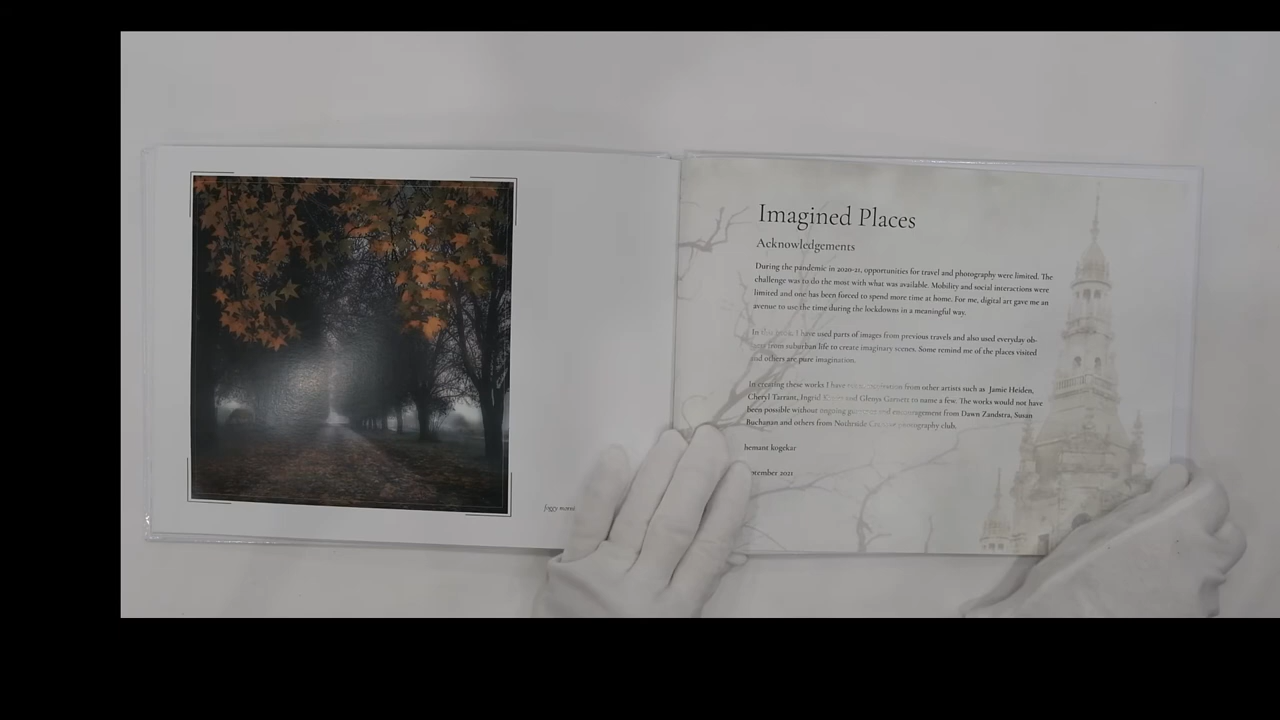 foggy
Imagined Places
Acknowledgements
During the pandemic in 2020-21, opportunities for travel and photography were limited. The
challenge was to do the most with what was available. Mobility and social interactions were
limited and one has been forced to spend more time at home. For me, digital art gave me an
avenue to use the time during the lockdowns in a meaningful way.
In this book, I have used parts of images from previous travels and also used everyday ob-
from suburban life to create imaginary scenes. Some remind me of the places visited
and others are pure imagination.
In creating these works I have from other artists such as Jamie Heiden,
Cheryl Tarrant, Ingrid and Glenys Garnett to name a few. The works would not have
been possible without ongoing guidance and encouragement from Dawn Zandstra, Susan
Buchanan and others from Northside photography club.
hemant kogekar
2021